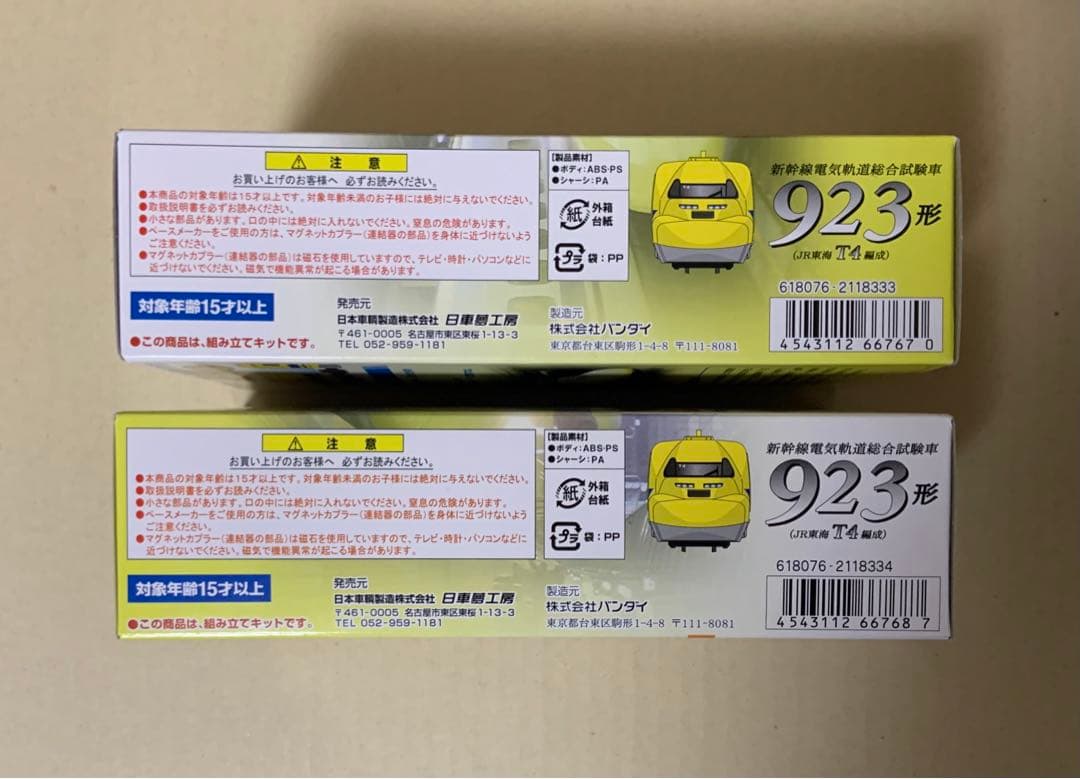 ⚠ 注意
お買い上げのお客様へ 必ずお読みください。
●本商品の対象年齢は15才以上です。対象年齢未満のお子様には絶対に与えないでください。
●取扱説明書を必ずお読みください。
●小さな部品があります。口の中には絶対に入れないでください。窒息の危険があります。
●ペースメーカーをご使用の方は、マグネットカプラー(連結器の部品)を身体に近づけないよう
ご注意ください。
●マグネットカプラー(連結器の部品)は磁石を使用していますので、テレビ・時計・パソコンなどに
近づけないでください。磁気で機能異常が起こる場合があります。
対象年齢15才以上
●この商品は、組み立てキットです。
発売元
日本車輌製造株式会社 日車夢工房
〒461-0005 名古屋市東区東桜1-13-3
TEL 052-959-1181
【製品素材】
●ボディ:ABS・PS
●シャーシ:PA
紙 外箱
台紙
プラ 袋:PP
製造元
株式会社バンダイ
東京都台東区駒形1-4-8 〒111-8081
新幹線電気軌道総合試験車
923形
(JR東海 T4編成)
618076-2118333
4543112 66767 0
⚠ 注意
お買い上げのお客様へ 必ずお読みください。
●本商品の対象年齢は15才以上です。対象年齢未満のお子様には絶対に与えないでください。
●取扱説明書を必ずお読みください。
●小さな部品があります。口の中には絶対に入れないでください。窒息の危険があります。
●ペースメーカーをご使用の方は、マグネットカプラー(連結器の部品)を身体に近づけないよう
ご注意ください。
●マグネットカプラー(連結器の部品)は磁石を使用していますので、テレビ・時計・パソコンなどに
近づけないでください。磁気で機能異常が起こる場合があります。
対象年齢15才以上
●この商品は、組み立てキットです。
発売元
日本車輌製造株式会社 日車夢工房
〒461-0005 名古屋市東区東桜1-13-3
TEL 052-959-1181
【製品素材】
●ボディ:ABS・PS
●シャーシ:PA
紙 外箱
台紙
プラ 袋:PP
製造元
株式会社バンダイ
東京都台東区駒形1-4-8 〒111-8081
新幹線電気軌道総合試験車
923形
(JR東海 T4編成)
618076-2118334
4543112 66768 7